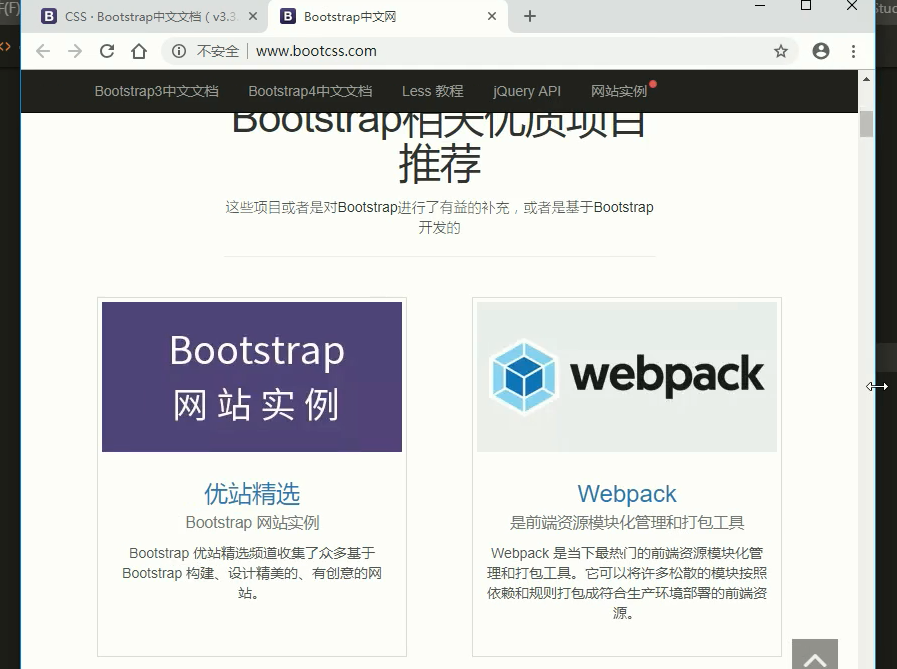 CSS · Bootstrap中文文档 ( v3.3.
Bootstrap中文网
不安全
www.bootcss.com
Bootstrap3中文文档 Bootstrap4中文文档 Less 教程 jQuery API 网站实例
Bootstrap相关优质项目
推荐
这些项目或者是对Bootstrap进行了有益的补充，或者是基于Bootstrap
开发的
Bootstrap
网站实例
优站精选
Bootstrap 网站实例
Bootstrap 优站精选频道收集了众多基于
Bootstrap 构建、设计精美的、有创意的网
站。
webpack
Webpack
是前端资源模块化管理和打包工具
Webpack 是当下最热门的前端资源模块化管
理和打包工具。它可以将许多松散的模块按照
依赖和规则打包成符合生产环境部署的前端资
源。